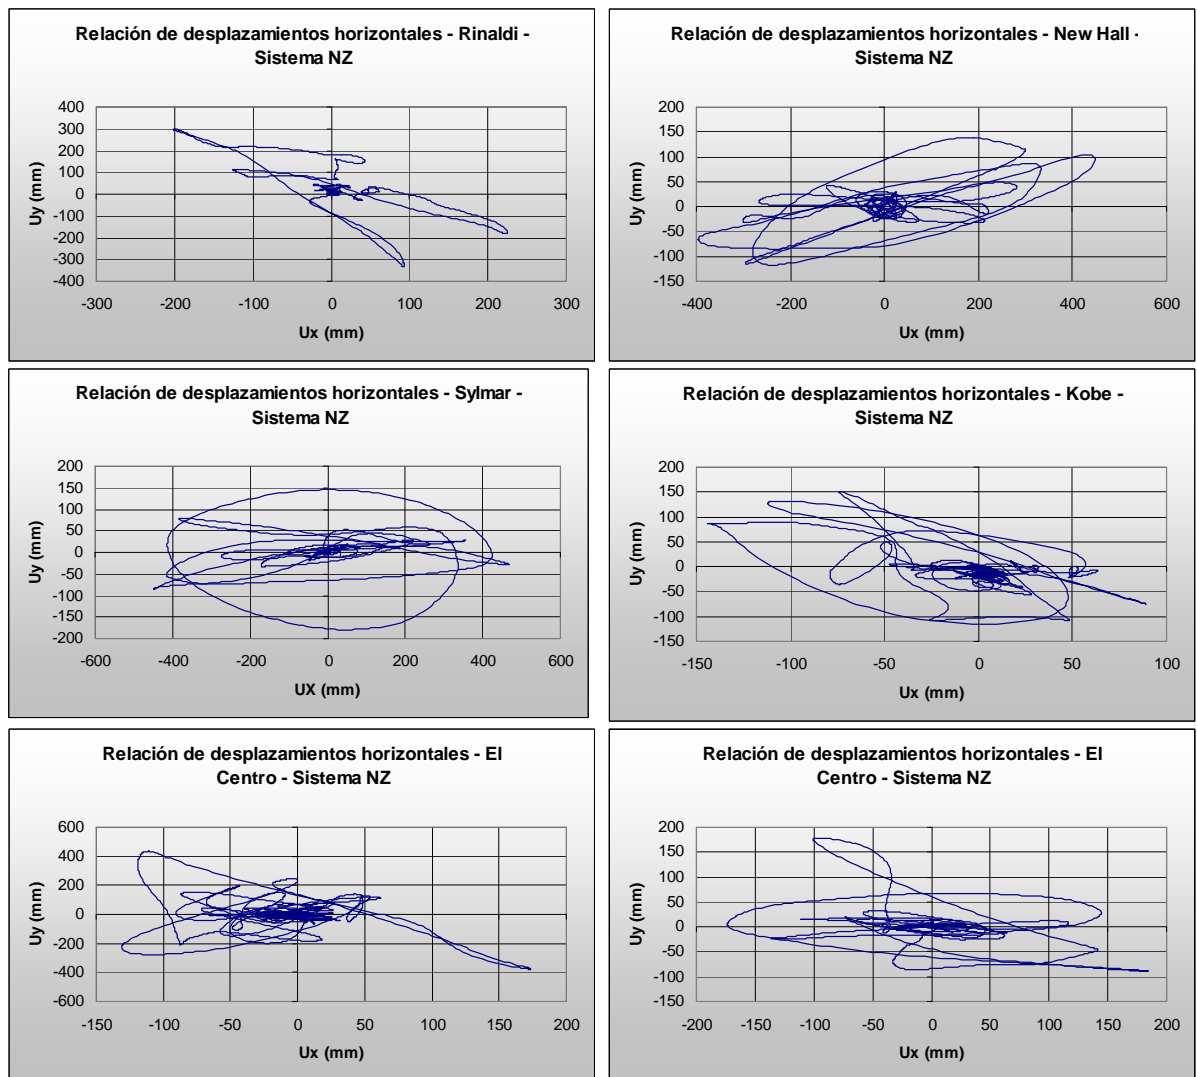 Relación de desplazamientos horizontales - Rinaldi -
Sistema NZ
400
300
200
100
0
-100
-200
-300
-400
-300 -200 -100 0 100 200 300
Uy (mm)
Ux (mm)
Relación de desplazamientos horizontales - New Hall -
Sistema NZ
200
150
100
50
0
-50
-100
-150
-400 -200 0 200 400 600
Uy (mm)
Ux (mm)
Relación de desplazamientos horizontales - Sylmar -
Sistema NZ
200
150
100
50
0
-50
-100
-150
-200
-600 -400 -200 0 200 400 600
Uy (mm)
UX (mm)
Relación de desplazamientos horizontales - Kobe -
Sistema NZ
200
150
100
50
0
-50
-100
-150
-150 -100 -50 0 50 100
Uy (mm)
Ux (mm)
Relación de desplazamientos horizontales - El
Centro - Sistema NZ
600
400
200
0
-200
-400
-600
-150 -100 -50 0 50 100 150 200
Uy (mm)
Ux (mm)
Relación de desplazamientos horizontales - El
Centro - Sistema NZ
200
150
100
50
0
-50
-100
-150
-200 -150 -100 -50 0 50 100 150 200
Uy (mm)
Ux (mm)